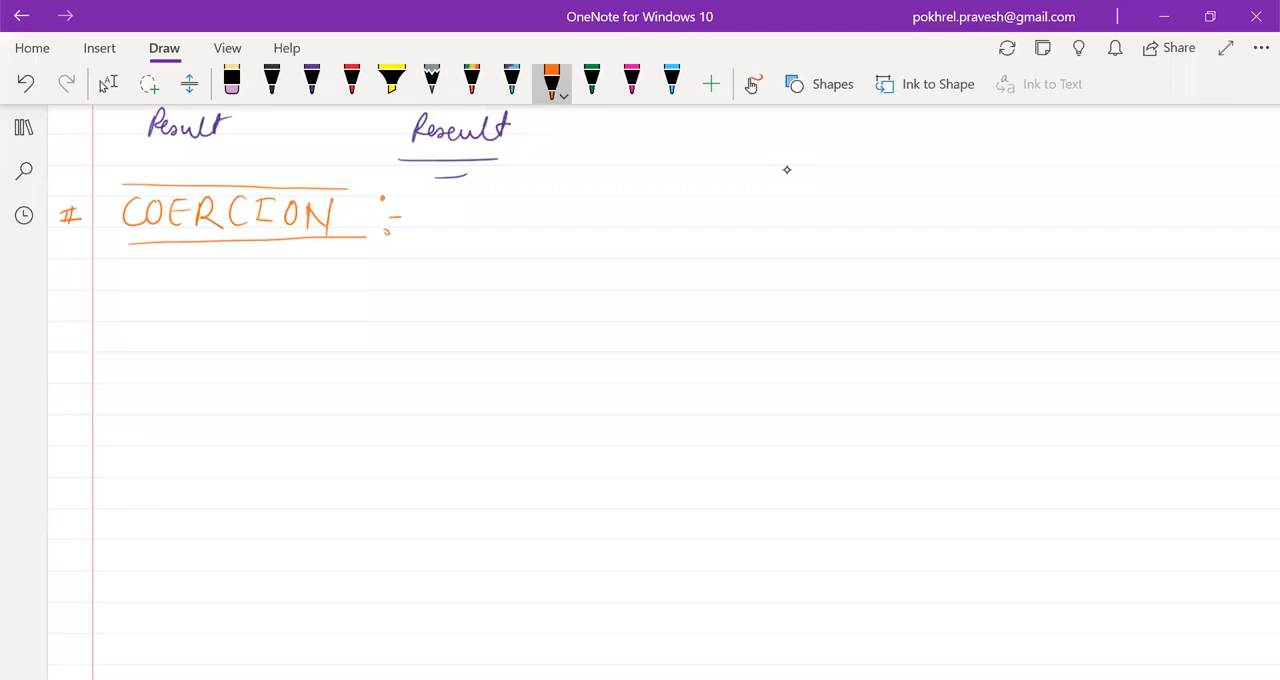 OneNote for Windows 10 pokhrel.pravesh@gmail.com
Home Insert Draw View Help Share
Shapes Ink to Shape Ink to Text
Result Reseult
# COERCION :-